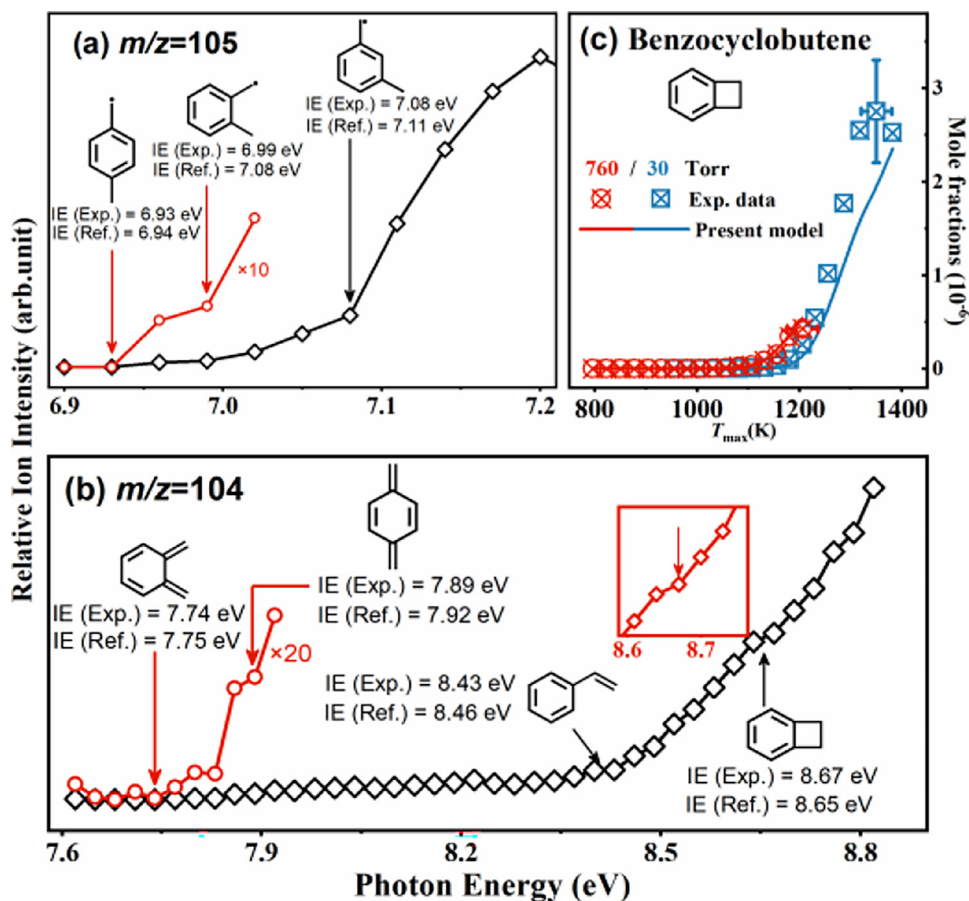 Relative Ion Intensity (arb.unit)
(a) m/z=105
IE (Exp.) = 6.93 eV
IE (Ref.) = 6.94 eV
IE (Exp.) = 6.99 eV
IE (Ref.) = 7.08 eV
IE (Exp.) = 7.08 eV
IE (Ref.) = 7.11 eV
×10
6.9 7.0 7.1 7.2
(c) Benzocyclobutene
760 / 30 Torr
Exp. data
Present model
Mole fractions (10-6)
3
2
1
0
800 1000 1200 1400
Tmax(K)
(b) m/z=104
IE (Exp.) = 7.74 eV
IE (Ref.) = 7.75 eV
IE (Exp.) = 7.89 eV
IE (Ref.) = 7.92 eV
×20
IE (Exp.) = 8.43 eV
IE (Ref.) = 8.46 eV
8.6 8.7
IE (Exp.) = 8.67 eV
IE (Ref.) = 8.65 eV
7.6 7.9 8.2 8.5 8.8
Photon Energy (eV)